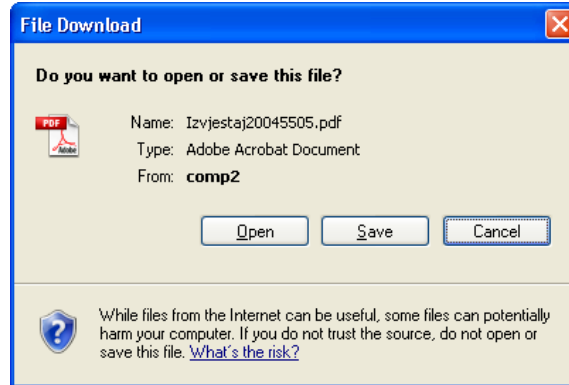 File Download
Do you want to open or save this file?
PDF
Adobe
Name: Izvjestaj20045505.pdf
Type: Adobe Acrobat Document
From: comp2
Open Save Cancel
While files from the Internet can be useful, some files can potentially
harm your computer. If you do not trust the source, do not open or
save this file. What's the risk?